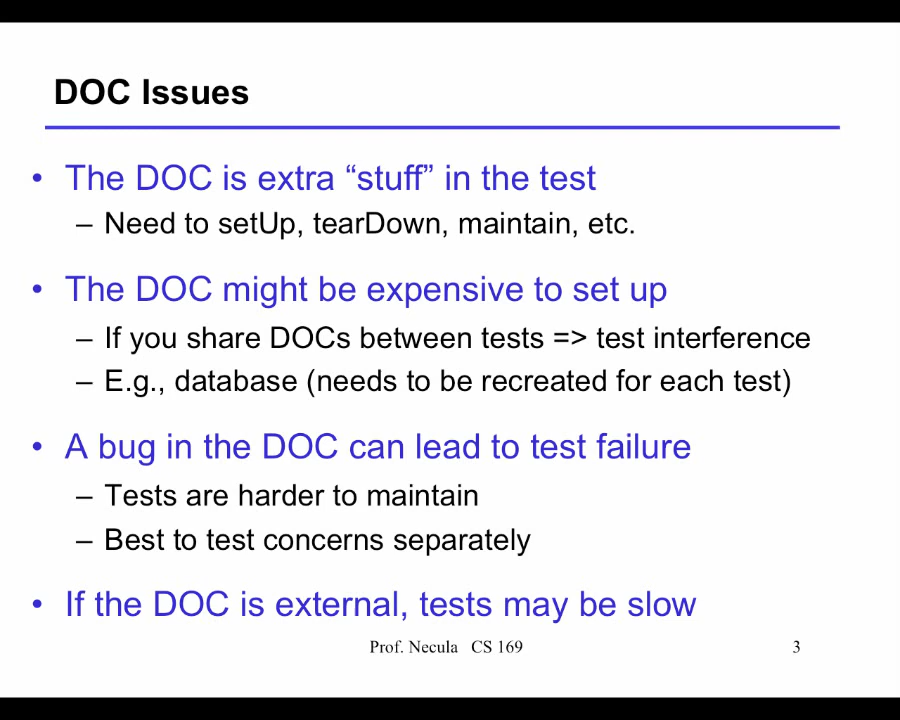 DOC Issues
• The DOC is extra “stuff” in the test
– Need to setUp, tearDown, maintain, etc.
• The DOC might be expensive to set up
– If you share DOCs between tests => test interference
– E.g., database (needs to be recreated for each test)
• A bug in the DOC can lead to test failure
– Tests are harder to maintain
– Best to test concerns separately
• If the DOC is external, tests may be slow
Prof. Necula CS 169 3